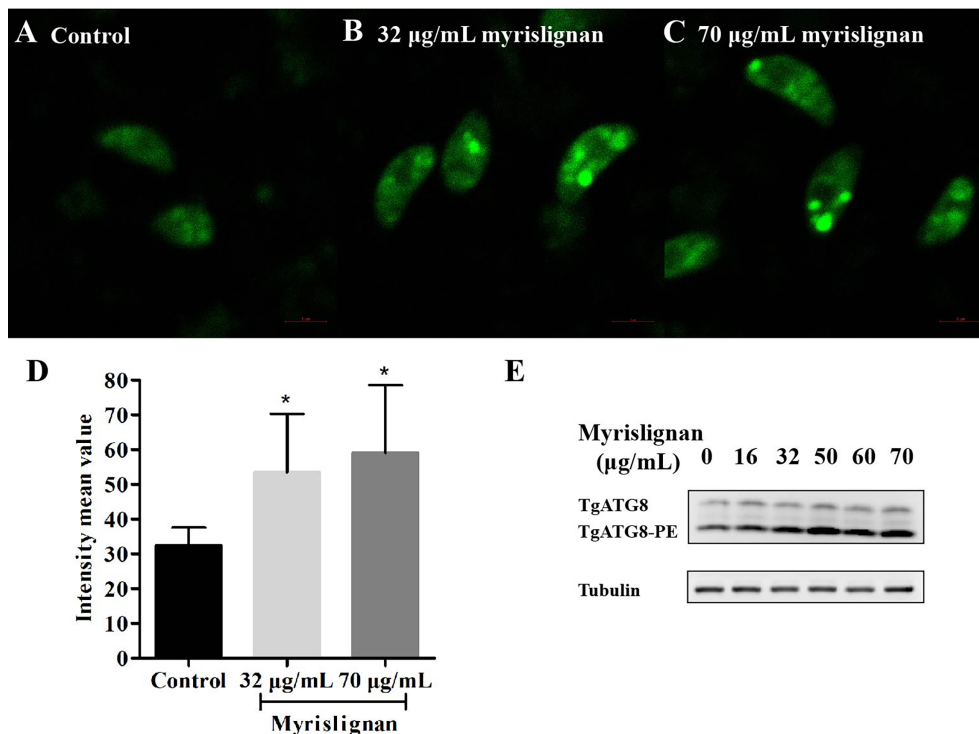 A Control
B 32 μg/mL myrislignan
C 70 μg/mL myrislignan
D
Intensity mean value
80
70
60
50
40
30
20
10
0
* *
Control 32 μg/mL 70 μg/mL
Myrislignan
E
Myrislignan
(μg/mL) 0 16 32 50 60 70
TgATG8
TgATG8-PE
Tubulin